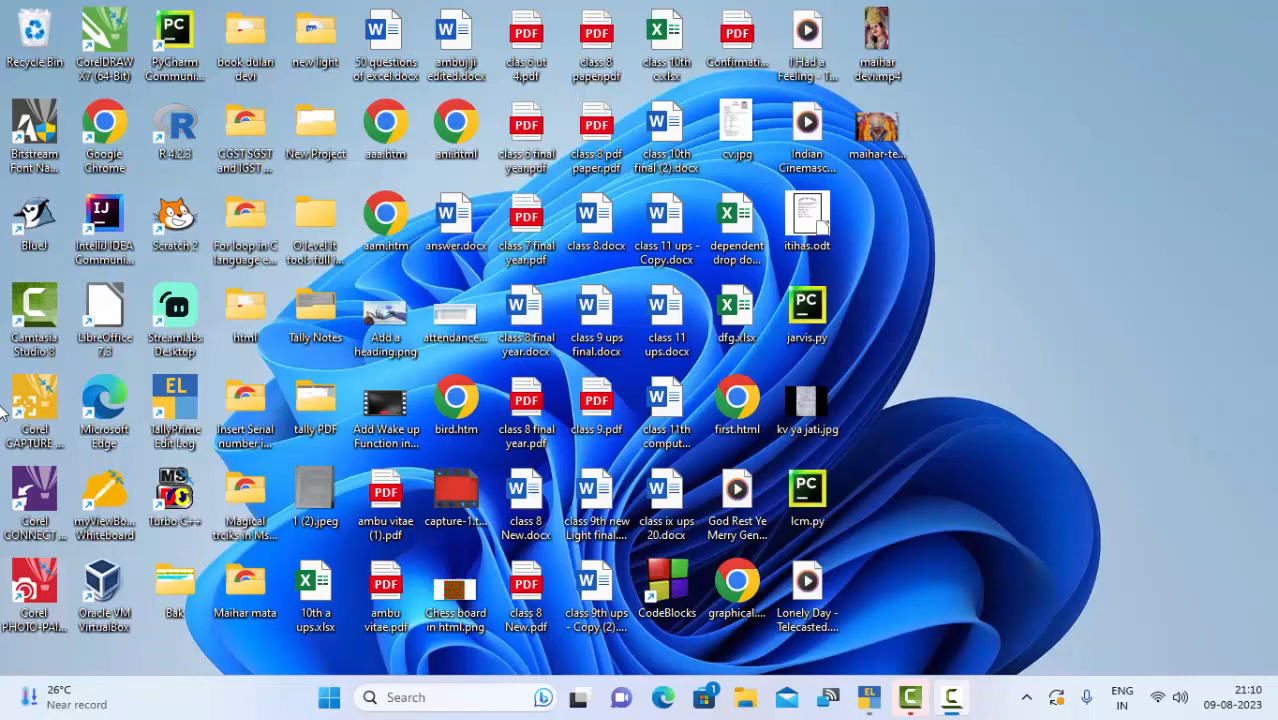 Recycle Bin
CorelDRAW X7 (64-Bit)
PyCharm Communi...
book dulari devi
new light
50 questions of excel.docx
ambuj ji edited.docx
clas 6 ut 4.pdf
class 8 paper.pdf
class 10th c.xlsx
Confirmati...
I Had a Feeling - T...
maihar devi.mp4
Bitstream Font Na...
Google Chrome
R 4.2.3
CGST SGST and IGST ...
New Project
aaa.htm
ani.html
class 6 final year.pdf
class 8 pdf paper.pdf
class 10th final (2).docx
cv.jpg
Indian Cinemasc...
maihar-te...
BlueJ
IntelliJ IDEA Communi...
Scratch 2
For loop in C language e...
O level It tools full i...
aam.htm
answer.docx
class 7 final year.pdf
class 8.docx
class 11 ups - Copy.docx
dependent drop do...
itihas.odt
Camtasia Studio 8
LibreOffice 7.3
Streamlabs Desktop
html
Tally Notes
Add a heading.png
attendance...
class 8 final year.docx
class 9 ups final.docx
class 11 ups.docx
dfg.xlsx
jarvis.py
Corel CAPTURE ...
Microsoft Edge
EL
TallyPrime Edit Log
Insert Serial number i...
tally PDF
Add Wake up Function in...
bird.htm
class 8 final year.pdf
class 9.pdf
class 11th comput...
first.html
kv ya jati.jpg
Corel CONNECT ...
myViewBo... Whiteboard
Turbo C++
Magical trciks in Ms...
1 (2).jpeg
ambu vitae (1).pdf
capture-1.t...
class 8 New.docx
class 9th new Light final....
class ix ups 20.docx
God Rest Ye Merry Gen...
lcm.py
Corel PHOTO-PAI...
Oracle VM VirtualBox
Bak
Maihar mata
10th a ups.xlsx
ambu vitae.pdf
Chess board in html.png
class 8 New.pdf
class 9th ups - Copy (2)....
CodeBlocks
graphical....
Lonely Day - Telecasted....
26°C
Near record
Search
ENG
IN
21:10
09-08-2023